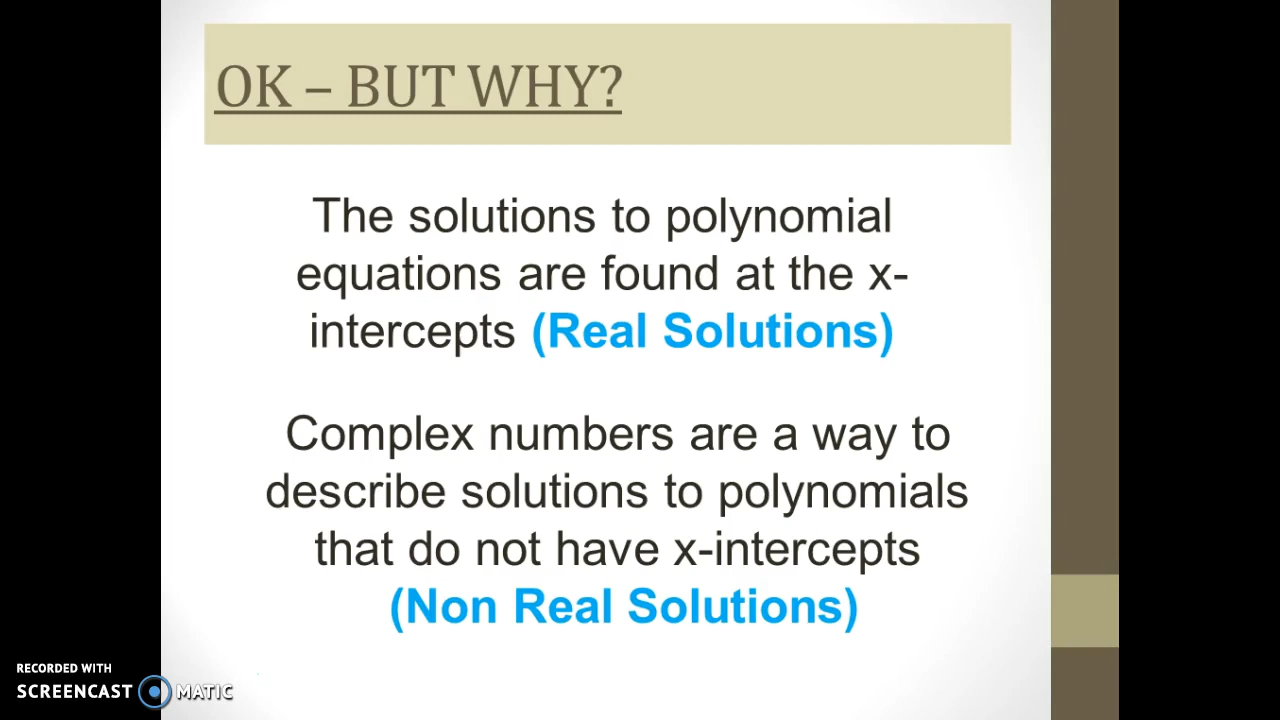 OK – BUT WHY?
The solutions to polynomial
equations are found at the x-
intercepts (Real Solutions)
Complex numbers are a way to
describe solutions to polynomials
that do not have x-intercepts
(Non Real Solutions)
RECORDED WITH
SCREENCAST MATIC